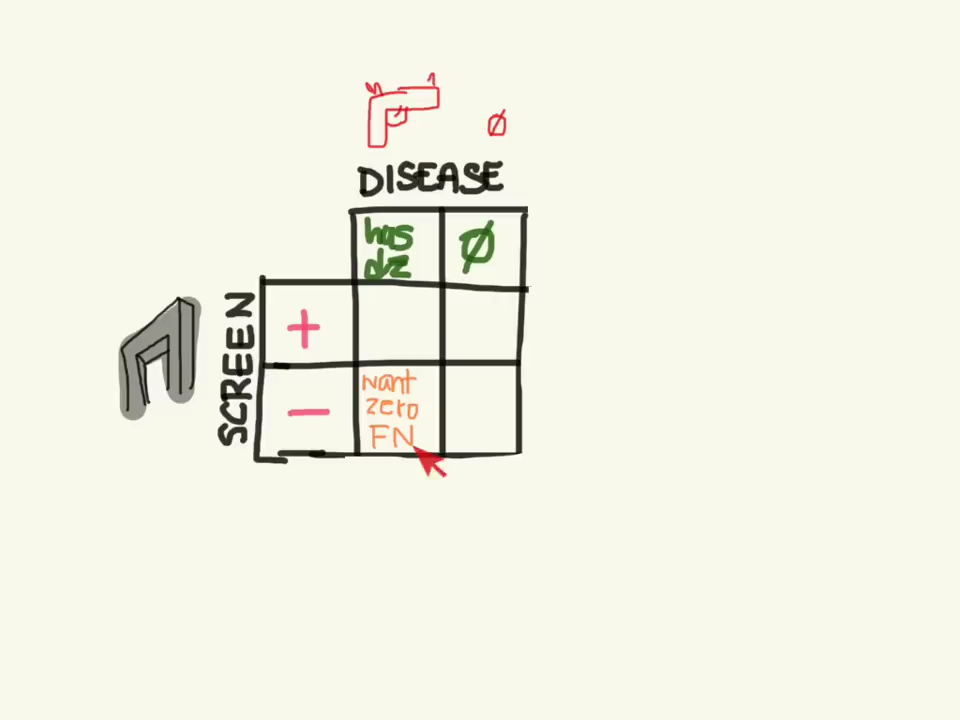 Ø
DISEASE
has
dz
Ø
SCREEN
+
−
want
zero
FN